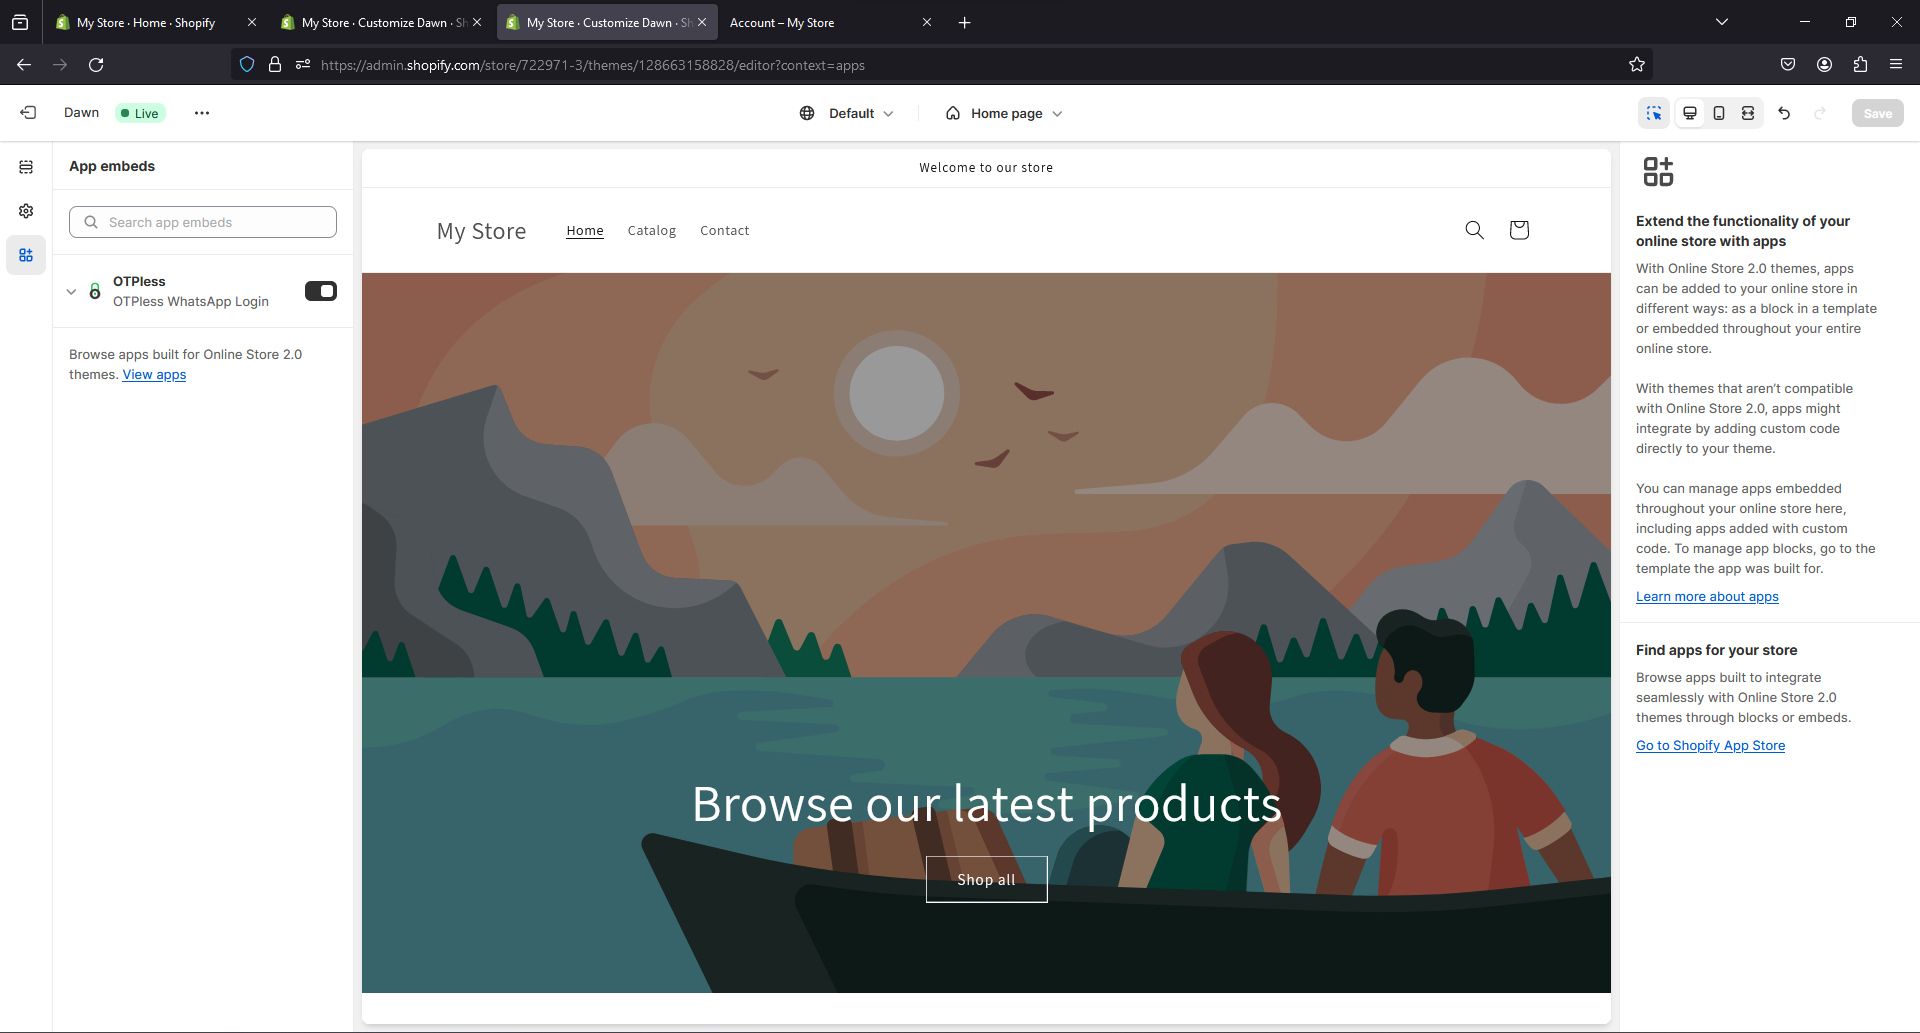 My Store · Home · Shopify
My Store · Customize Dawn · Sh
My Store · Customize Dawn · Sh
Account – My Store
https://admin.shopify.com/store/722971-3/themes/128663158828/editor?context=apps
Dawn
Live
Default
Home page
Save
App embeds
Search app embeds
OTPless
OTPless WhatsApp Login
Browse apps built for Online Store 2.0
themes. View apps
Welcome to our store
My Store
Home
Catalog
Contact
Browse our latest products
Shop all
Extend the functionality of your
online store with apps
With Online Store 2.0 themes, apps
can be added to your online store in
different ways: as a block in a template
or embedded throughout your entire
online store.
With themes that aren't compatible
with Online Store 2.0, apps might
integrate by adding custom code
directly to your theme.
You can manage apps embedded
throughout your online store here,
including apps added with custom
code. To manage app blocks, go to the
template the app was built for.
Learn more about apps
Find apps for your store
Browse apps built to integrate
seamlessly with Online Store 2.0
themes through blocks or embeds.
Go to Shopify App Store